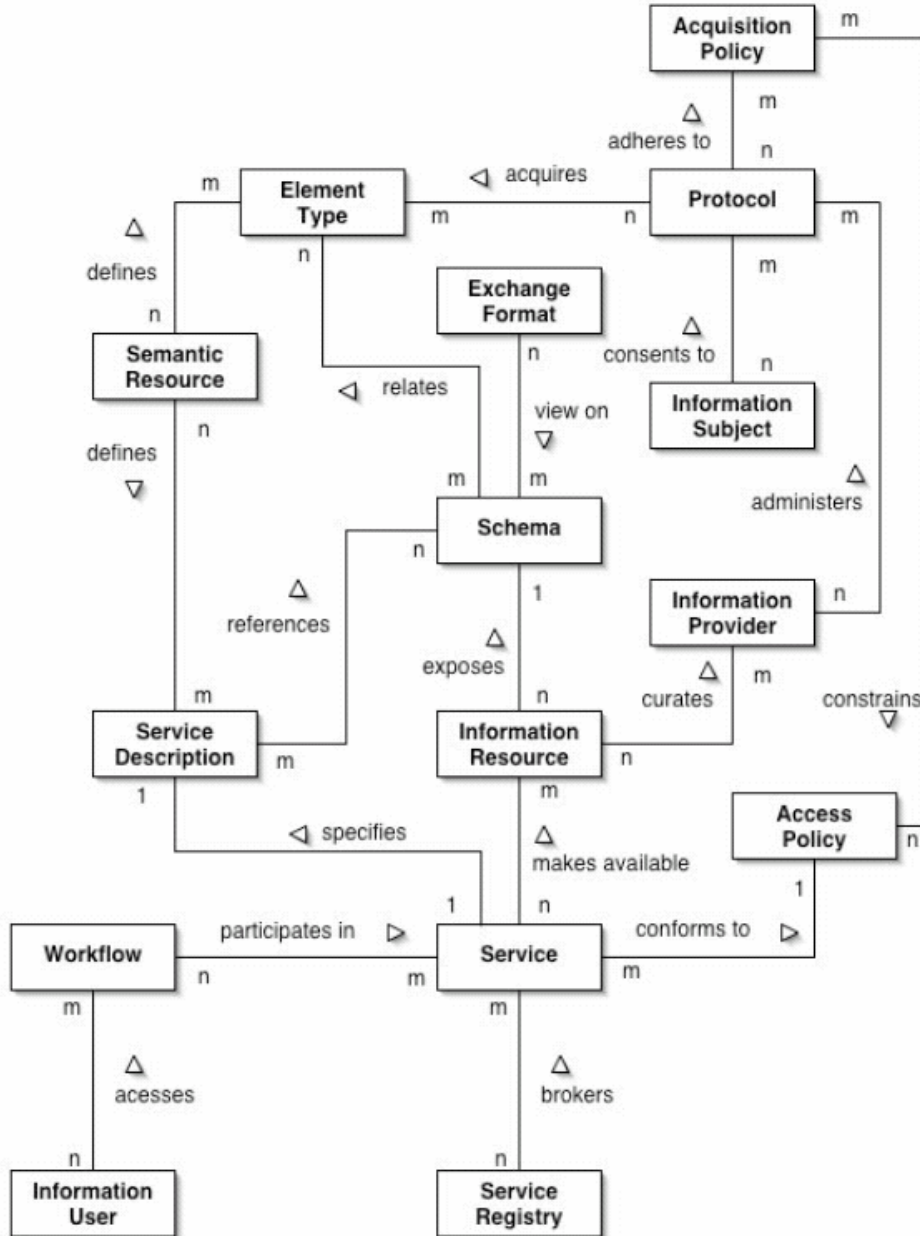 Acquisition
Policy
m
m
adheres to
n
acquires
m
Element
Type
m
n
Protocol
m
n
m
defines
Exchange
Format
n
consents to
n
Semantic
Resource
n
n
relates
view on
Information
Subject
defines
m
m
administers
n
Schema
references
1
Information
Provider
n
exposes
m
n
curates
m
constrains
Service
Description
m
Information
Resource
n
1
m
Access
Policy
n
specifies
makes available
1
1
n
participates in
conforms to
Workflow
n
m
Service
m
m
m
acesses
brokers
n
n
Information
User
Service
Registry